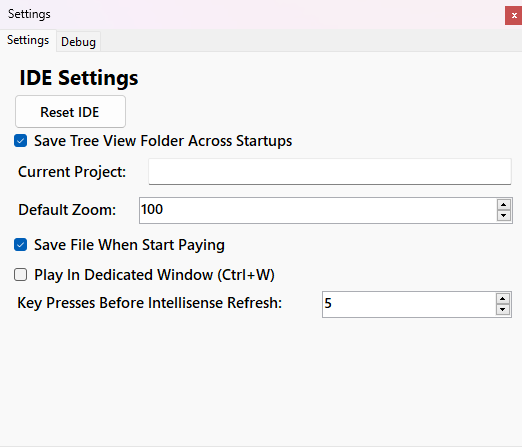 Settings
Settings Debug
IDE Settings
Reset IDE
Save Tree View Folder Across Startups
Current Project:
Default Zoom: 100
Save File When Start Paying
Play In Dedicated Window (Ctrl+W)
Key Presses Before Intellisense Refresh: 5